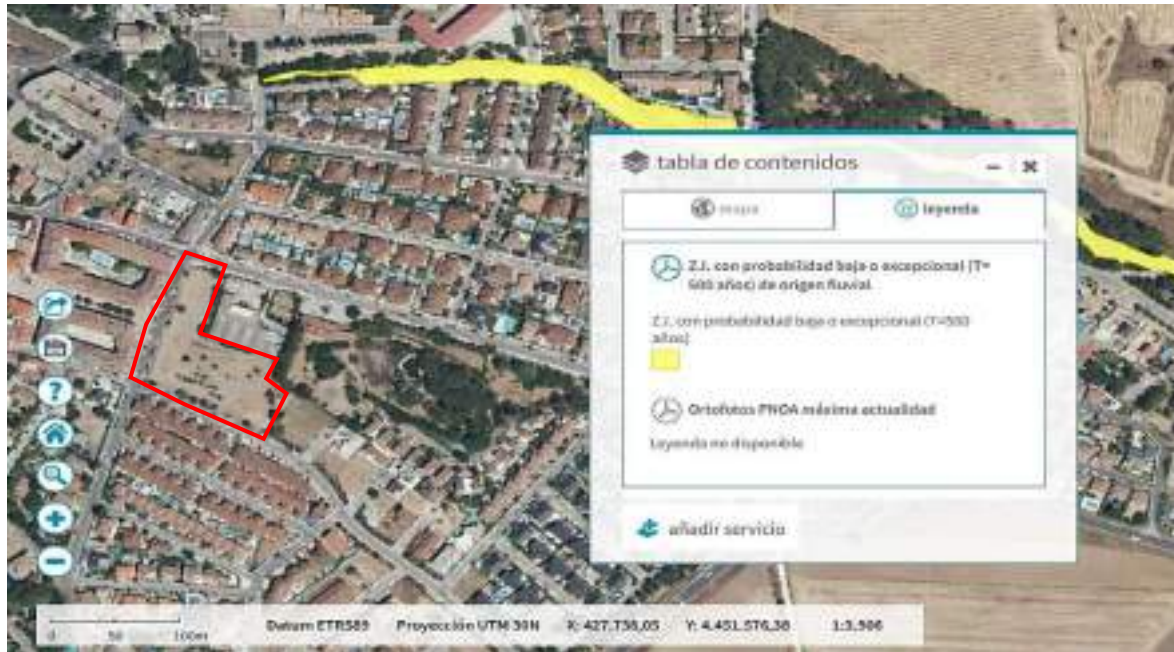 tabla de contenidos
mapa
leyenda
Z.I. con probabilidad baja o excepcional (T=
500 años) de origen fluvial
Z.I. con probabilidad baja o excepcional (T=500
años)
Ortofotos PNOA máxima actualidad
Leyenda no disponible
añadir servicio
0 50 100m
Datum ETRS89 Proyección UTM 30N X: 427.736,05 Y: 4.451.576,38 1:3.906